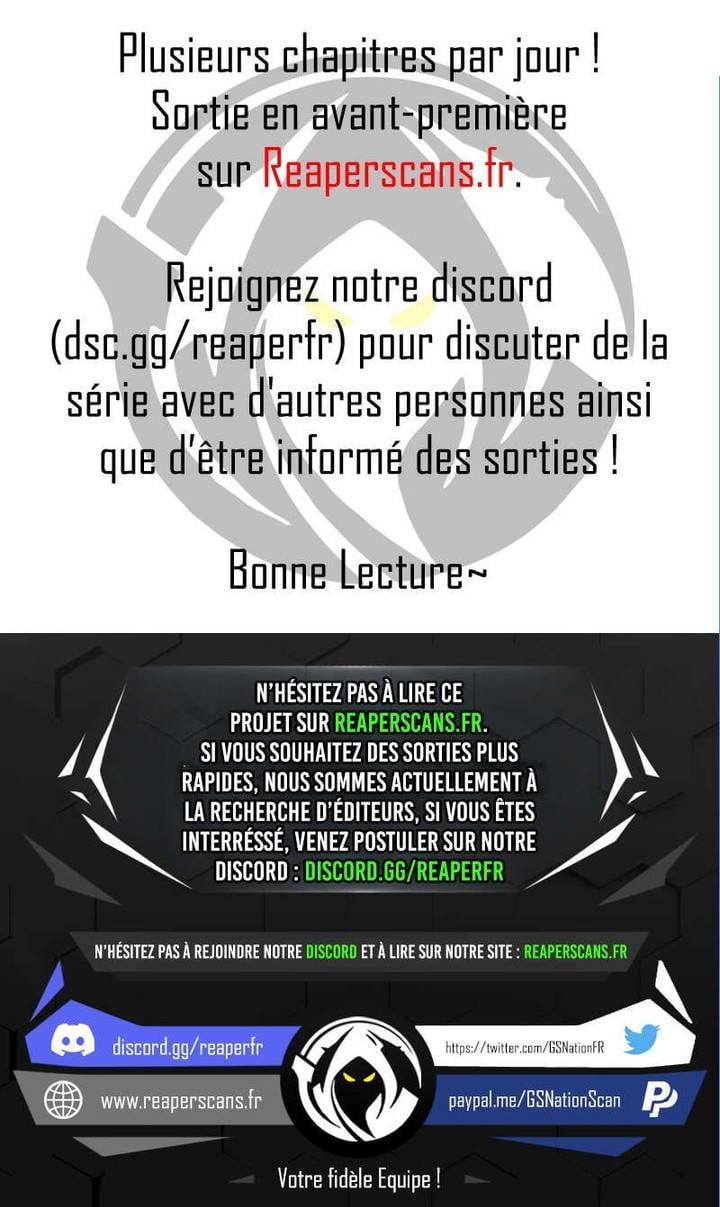 Plusieurs chapitres par jour !
Sortie en avant-première
sur Reaperscans.fr.
Rejoignez notre discord
(dsc.gg/reaperfr) pour discuter de la
série avec d'autres personnes ainsi
que d’être informé des sorties !
Bonne Lecture~
N’HÉSITEZ PAS À LIRE CE
PROJET SUR REAPERSCANS.FR.
SI VOUS SOUHAITEZ DES SORTIES PLUS
RAPIDES, NOUS SOMMES ACTUELLEMENT À
LA RECHERCHE D’ÉDITEURS, SI VOUS ÊTES
INTERRÉSSÉ, VENEZ POSTULER SUR NOTRE
DISCORD : DISCORD.GG/REAPERFR
N’HÉSITEZ PAS À REJOINDRE NOTRE DISCORD ET À LIRE SUR NOTRE SITE : REAPERSCANS.FR
discord.gg/reaperfr
https://twitter.com/GSNationFR
www.reaperscans.fr
paypal.me/GSNationScan
Votre fidèle Equipe !